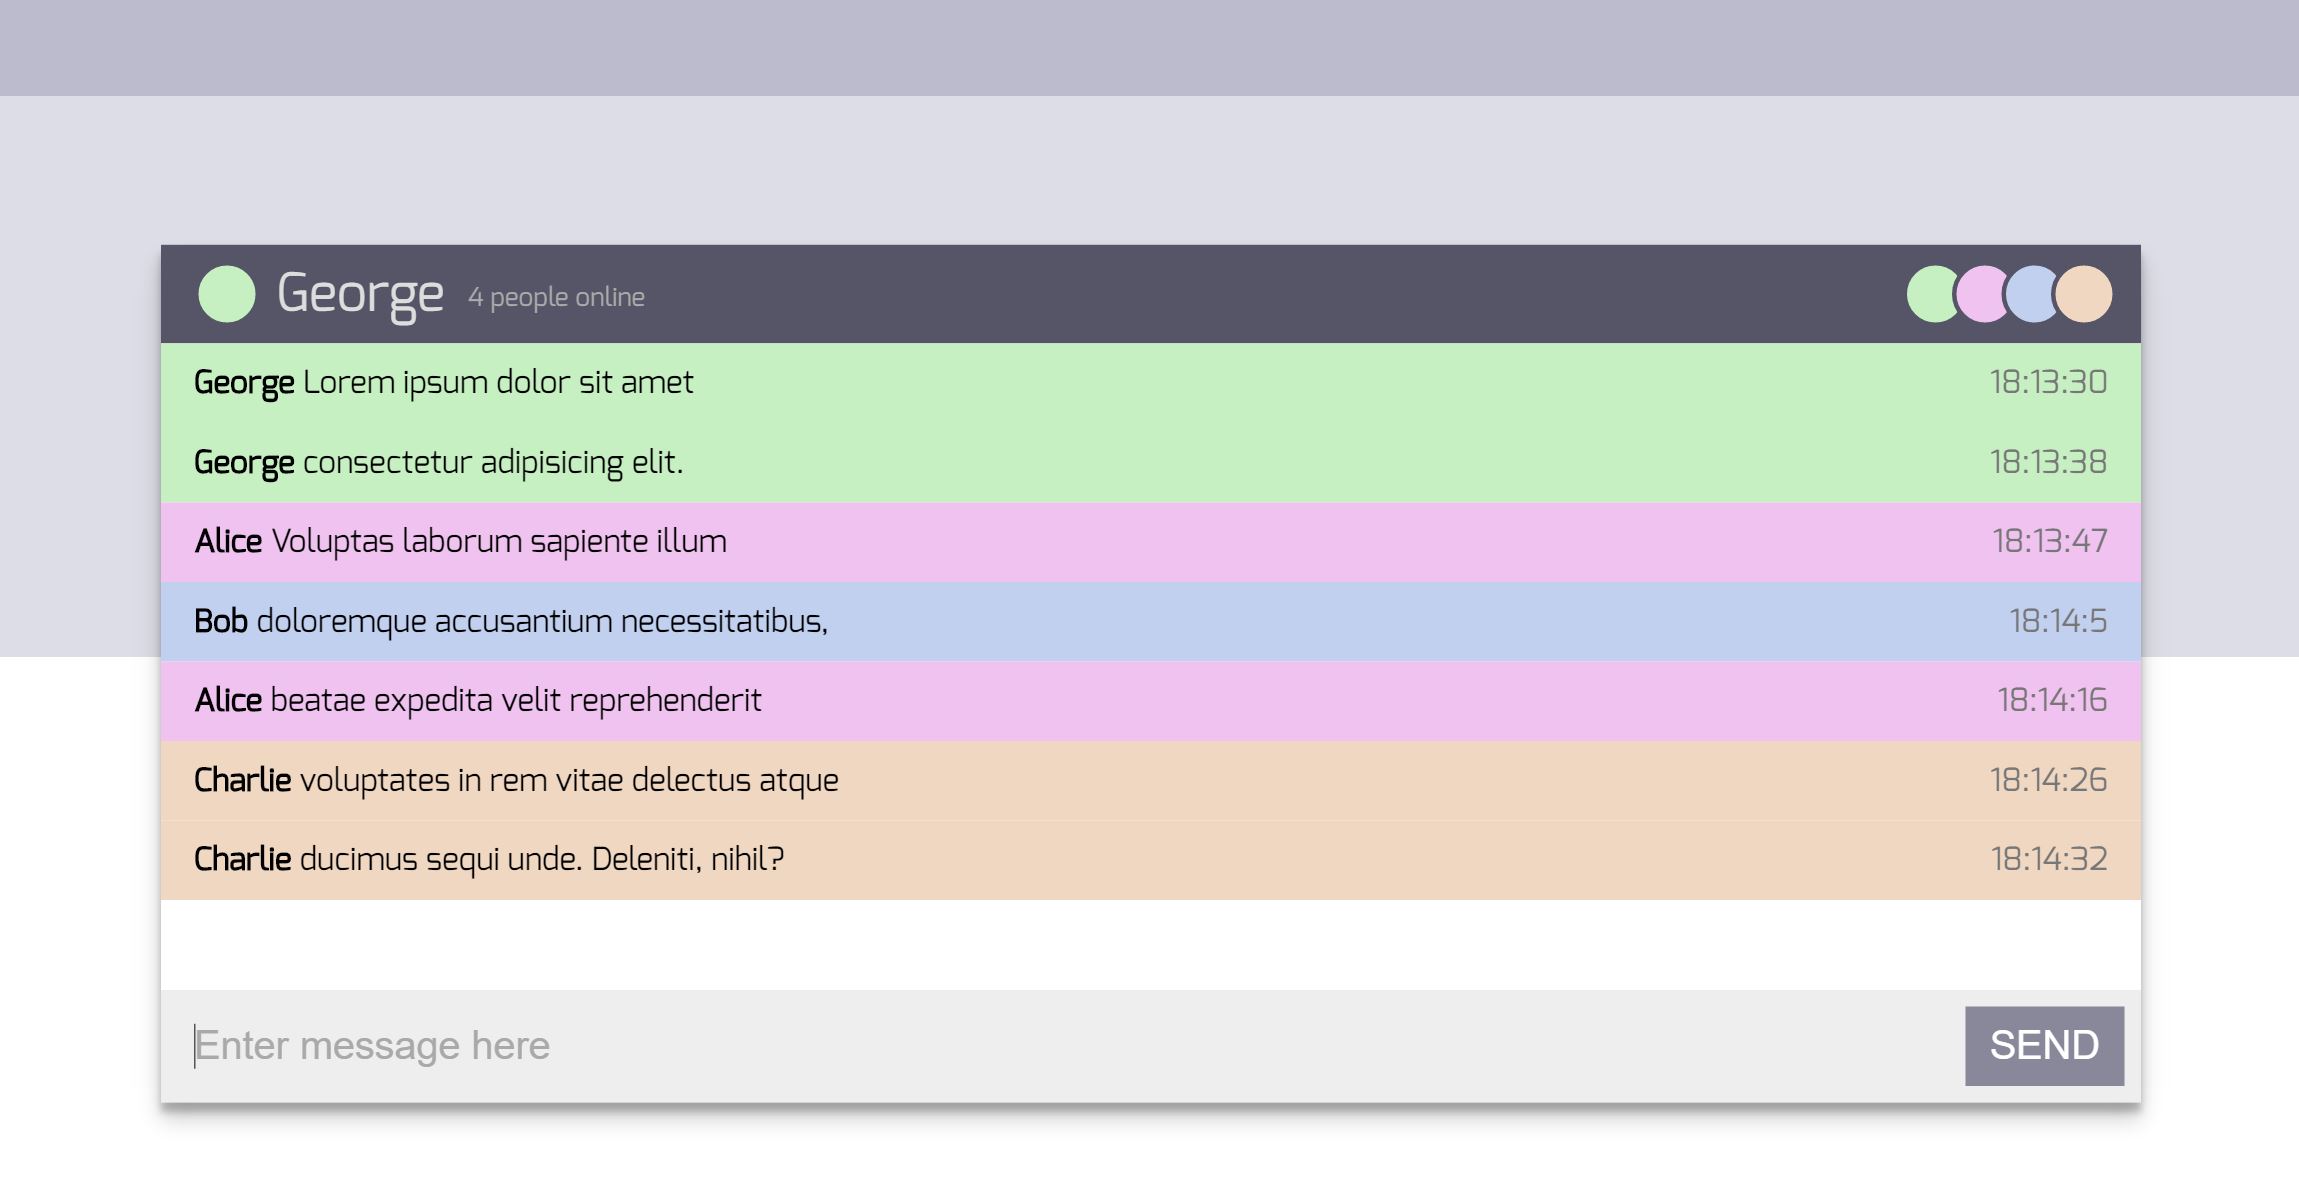 George 4 people online
George Lorem ipsum dolor sit amet 18:13:30
George consectetur adipisicing elit. 18:13:38
Alice Voluptas laborum sapiente illum 18:13:47
Bob doloremque accusantium necessitatibus, 18:14:5
Alice beatae expedita velit reprehenderit 18:14:16
Charlie voluptates in rem vitae delectus atque 18:14:26
Charlie ducimus sequi unde. Deleniti, nihil? 18:14:32
Enter message here SEND